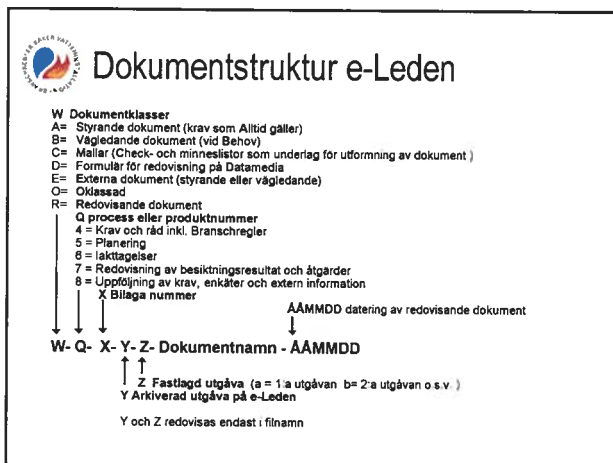 Dokumentstruktur e-Leden
W Dokumentklasser
A= Styrande dokument (krav som Alltid gäller)
B= Vägledande dokument (vid Behov)
C= Mallar (Check- och minneslistor som underlag för utformning av dokument )
D= Formulär för redovisning på Datamedia
E= Externa dokument (styrande eller vägledande)
O= Oklassad
R= Redovisande dokument
Q process eller produktnummer
4 = Krav och råd inkl. Branschregler
5 = Planering
6 = Iakttagelser
7 = Redovisning av besiktningsresultat och åtgärder
8 = Uppföljning av krav, enkäter och extern information
X Bilaga nummer
ÅÅMMDD datering av redovisande dokument
W- Q- X- Y- Z- Dokumentnamn - ÅÅMMDD
Z Fastlagd utgåva (a = 1:a utgåvan b= 2:a utgåvan o.s.v. )
Y Arkiverad utgåva på e-Leden
Y och Z redovisas endast i filnamn